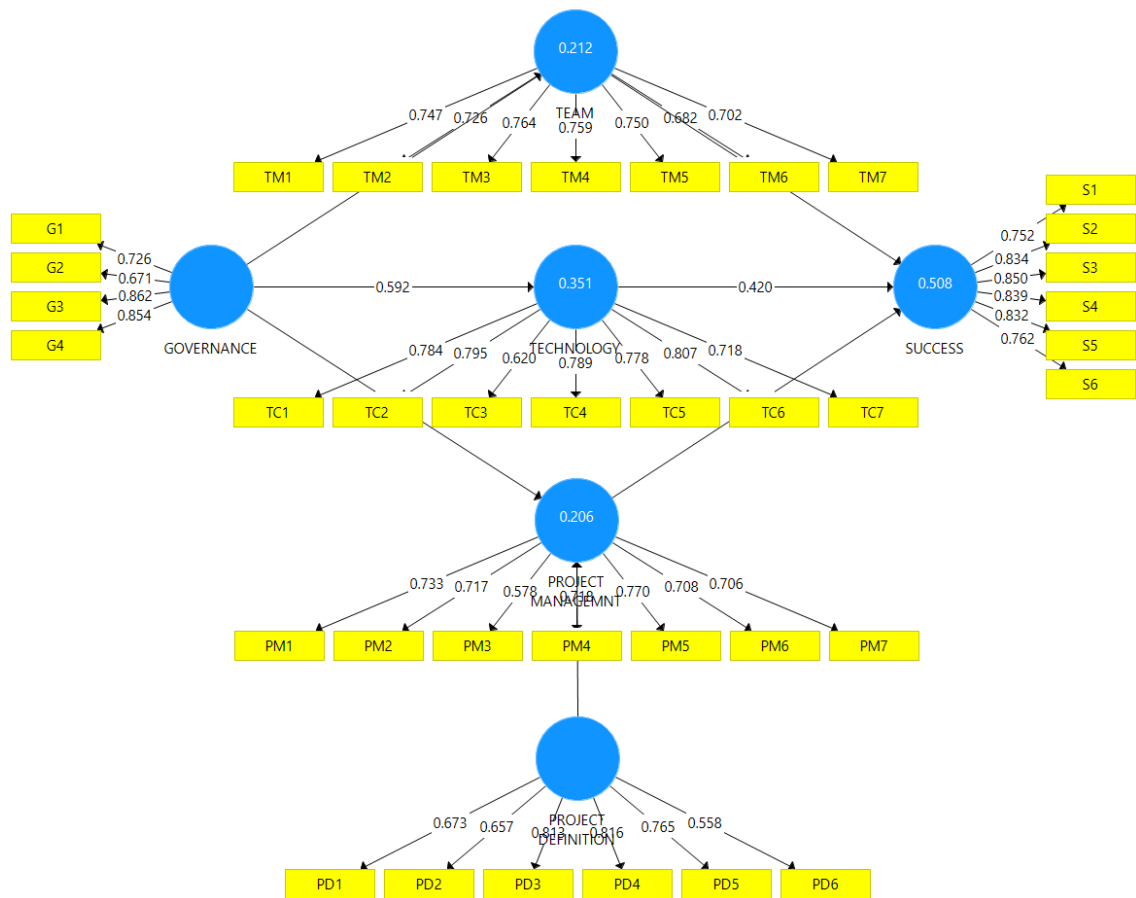 0.212
TEAM
0.747
0.726
0.764
0.759
0.750
0.682
0.702
TM1
TM2
TM3
TM4
TM5
TM6
TM7
G1
G2
G3
G4
0.726
0.671
0.862
0.854
GOVERNANCE
0.592
0.351
TECHNOLOGY
0.420
0.508
SUCCESS
0.752
0.834
0.850
0.839
0.832
0.762
S1
S2
S3
S4
S5
S6
0.784
0.795
0.620
0.789
0.778
0.807
0.718
TC1
TC2
TC3
TC4
TC5
TC6
TC7
0.206
PROJECT
MANAGEMNT
0.733
0.717
0.578
0.718
0.770
0.708
0.706
PM1
PM2
PM3
PM4
PM5
PM6
PM7
PROJECT
DEFINITION
0.673
0.657
0.813
0.816
0.765
0.558
PD1
PD2
PD3
PD4
PD5
PD6